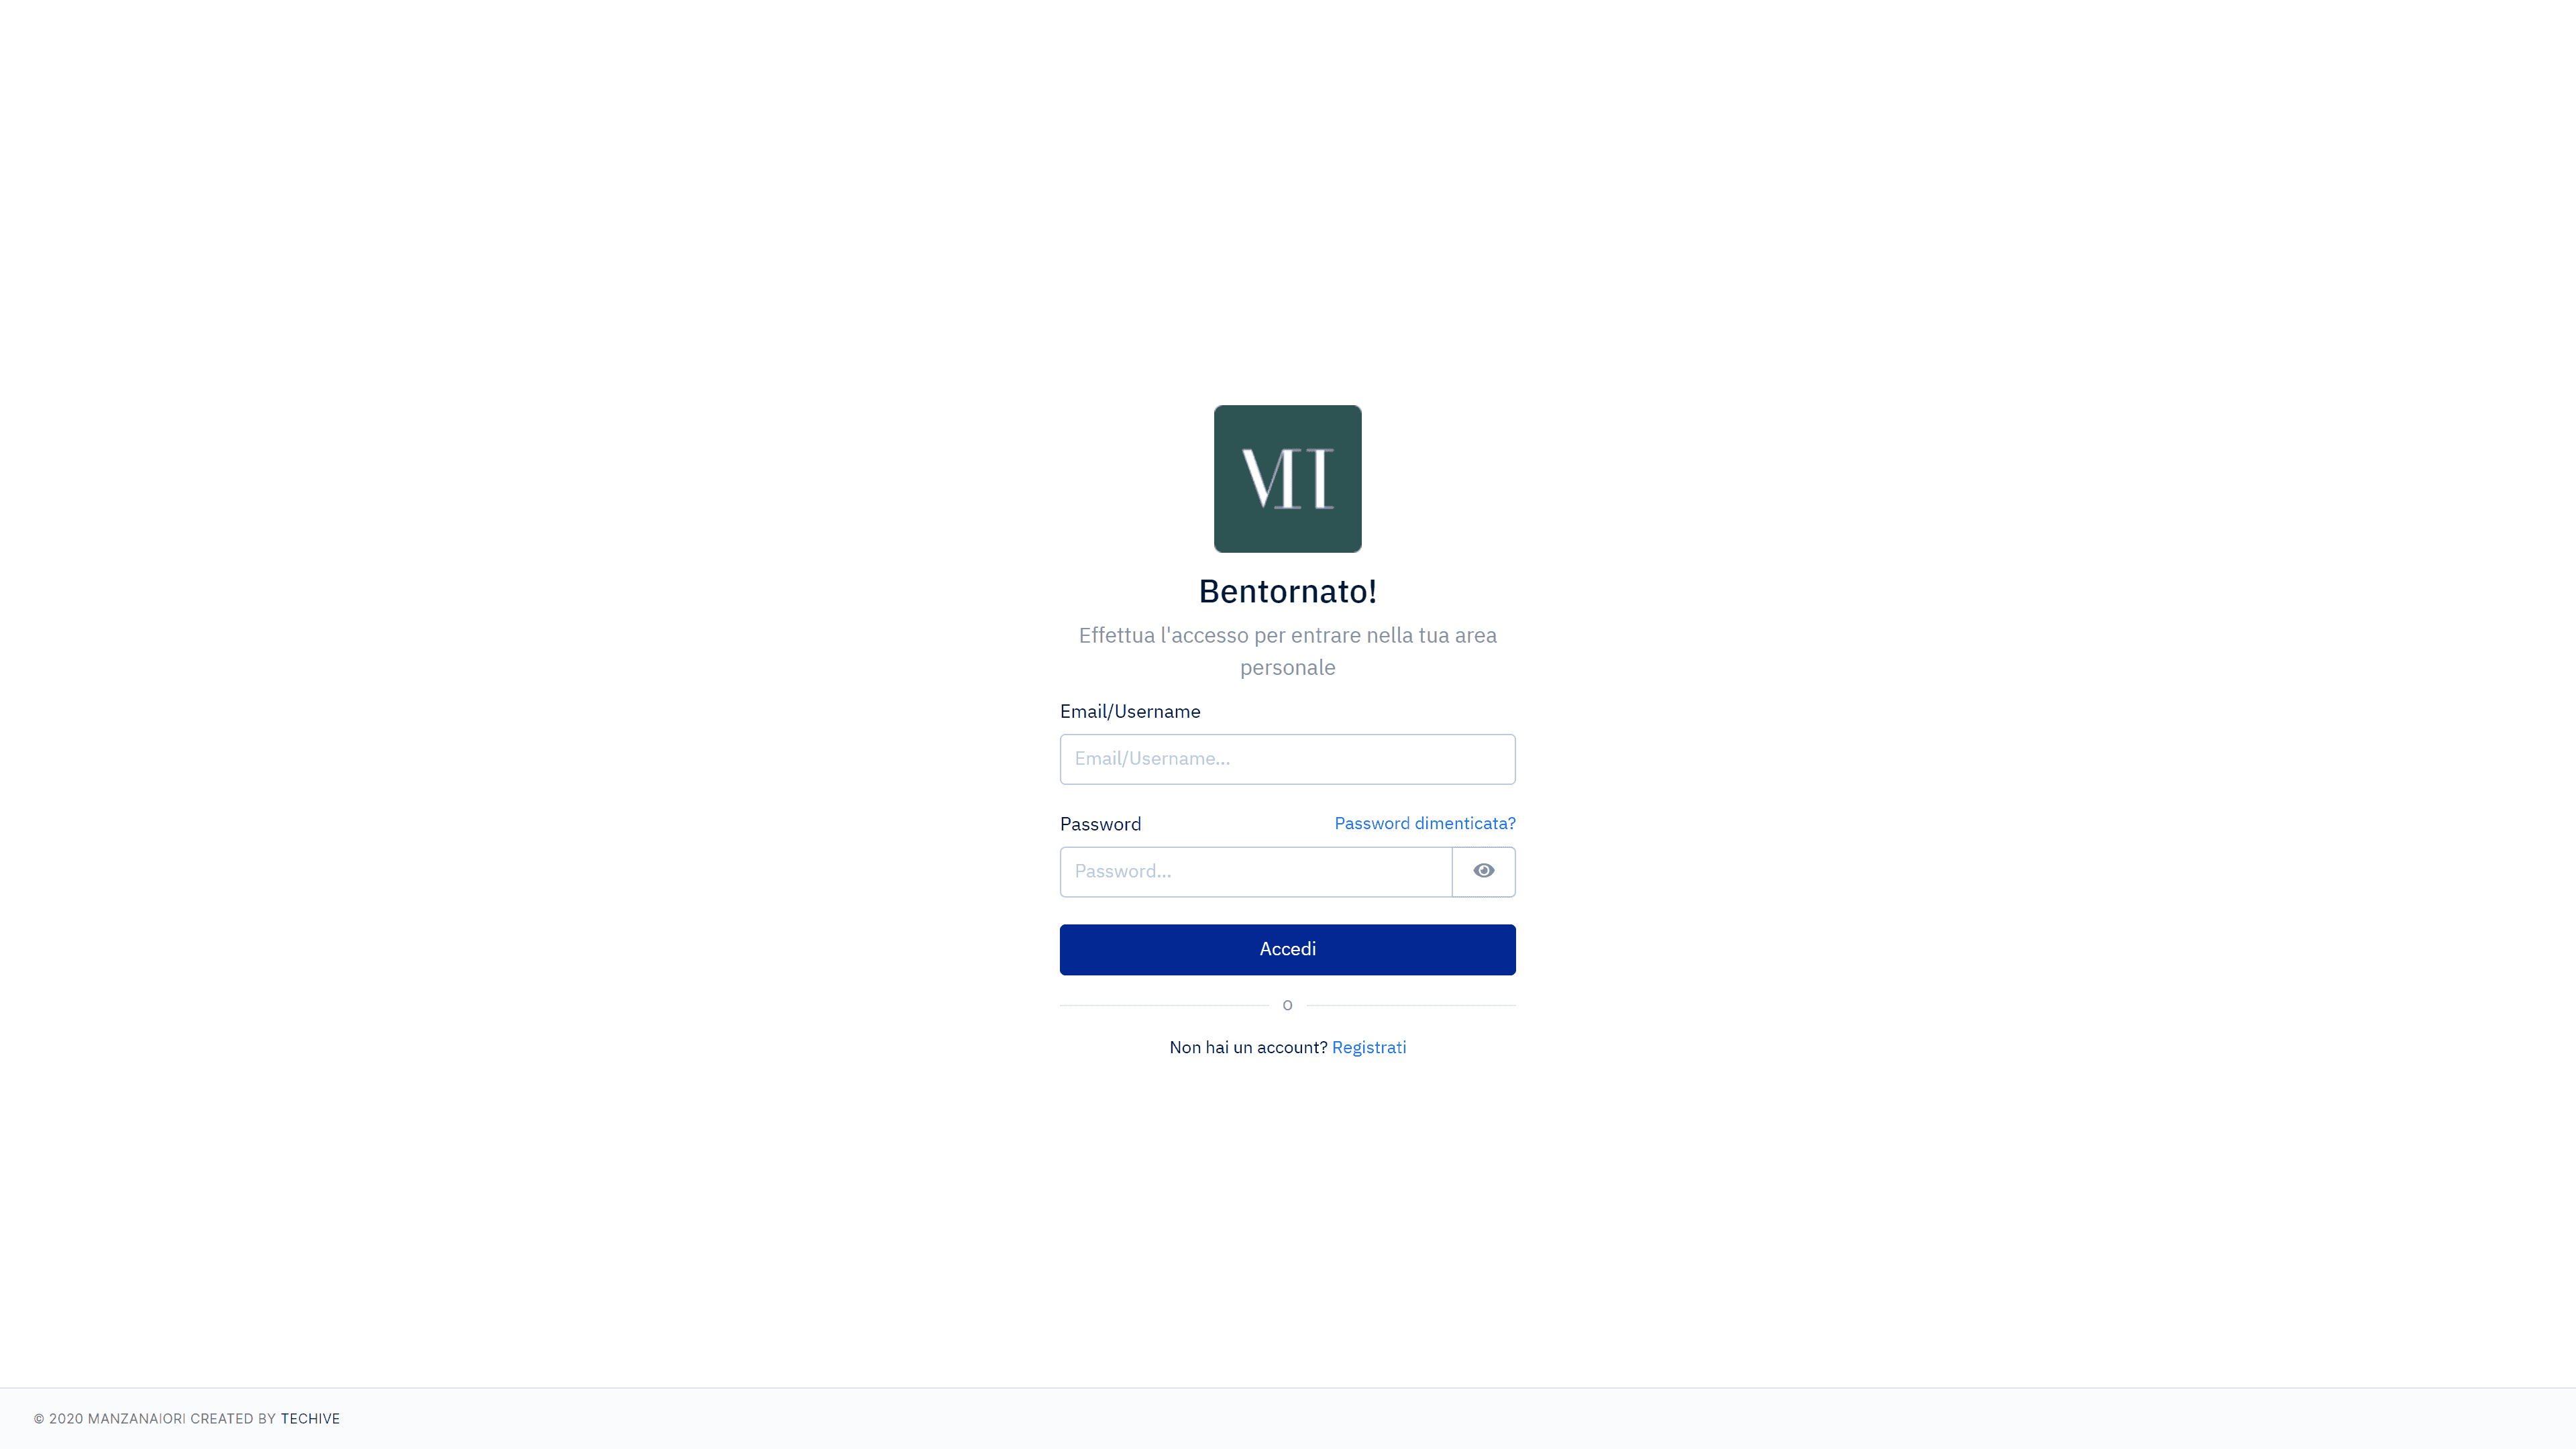 MI
Bentornato!
Effettua l'accesso per entrare nella tua area
personale
Email/Username
Email/Username...
Password Password dimenticata?
Password...
Accedi
O
Non hai un account? Registrati
© 2020 MANZANAIORI CREATED BY TECHIVE